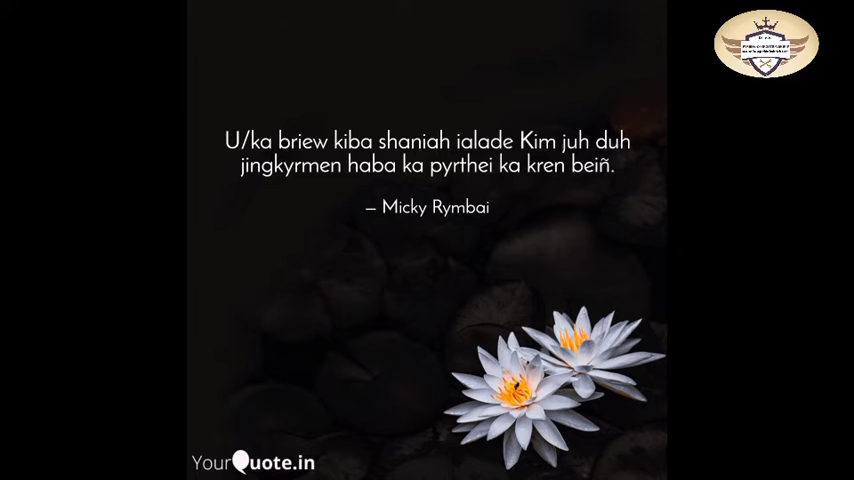 U/ka briew kiba shaniah ialade Kim juh duh
jingkyrmen haba ka pyrthei ka kren beiñ.
– Micky Rymbai
YourQuote.in